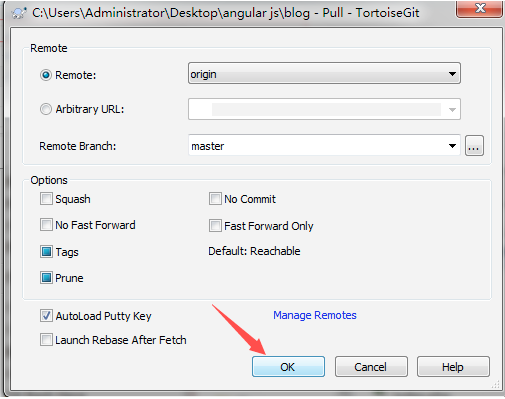 C:\Users\Administrator\Desktop\angular js\blog - Pull - TortoiseGit
Remote
Remote:
origin
Arbitrary URL:
Remote Branch:
master
...
Options
Squash
No Commit
No Fast Forward
Fast Forward Only
Tags
Default: Reachable
Prune
AutoLoad Putty Key
Manage Remotes
Launch Rebase After Fetch
OK
Cancel
Help